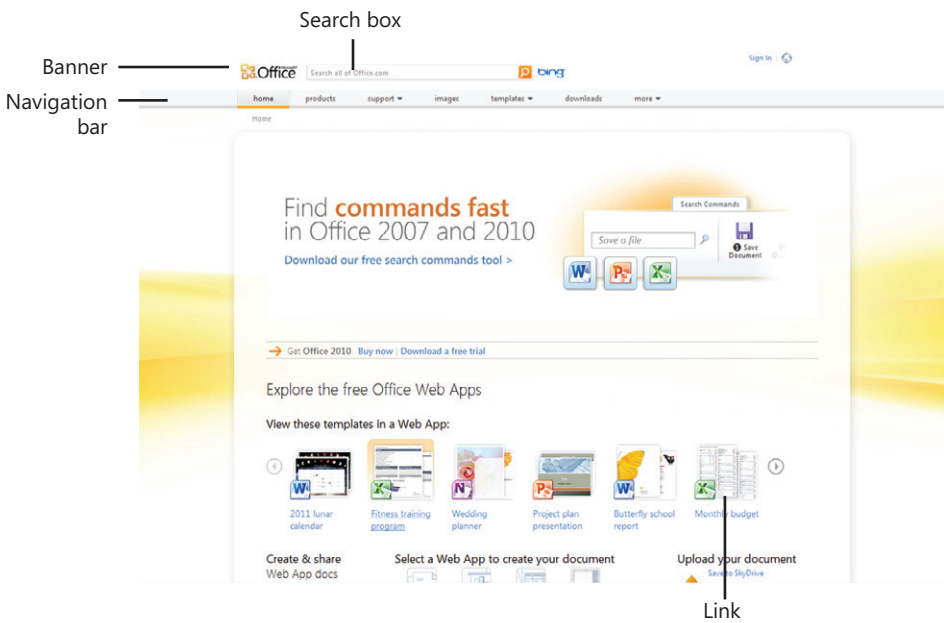 Search box
Banner
Navigation
bar
Microsoft
Office
Search all of Office.com
bing
Sign In
home products support images templates downloads more
Home
Find commands fast
in Office 2007 and 2010
Download our free search commands tool >
Search Commands
Save a file
Save
Document
Get Office 2010. Buy now | Download a free trial
Explore the free Office Web Apps
View these templates in a Web App:
2011 lunar
calendar
Fitness training
program
Wedding
planner
Project plan
presentation
Butterfly school
report
Monthly budget
Create & share
Web App docs
Select a Web App to create your document
Upload your document
Save to SkyDrive
Link